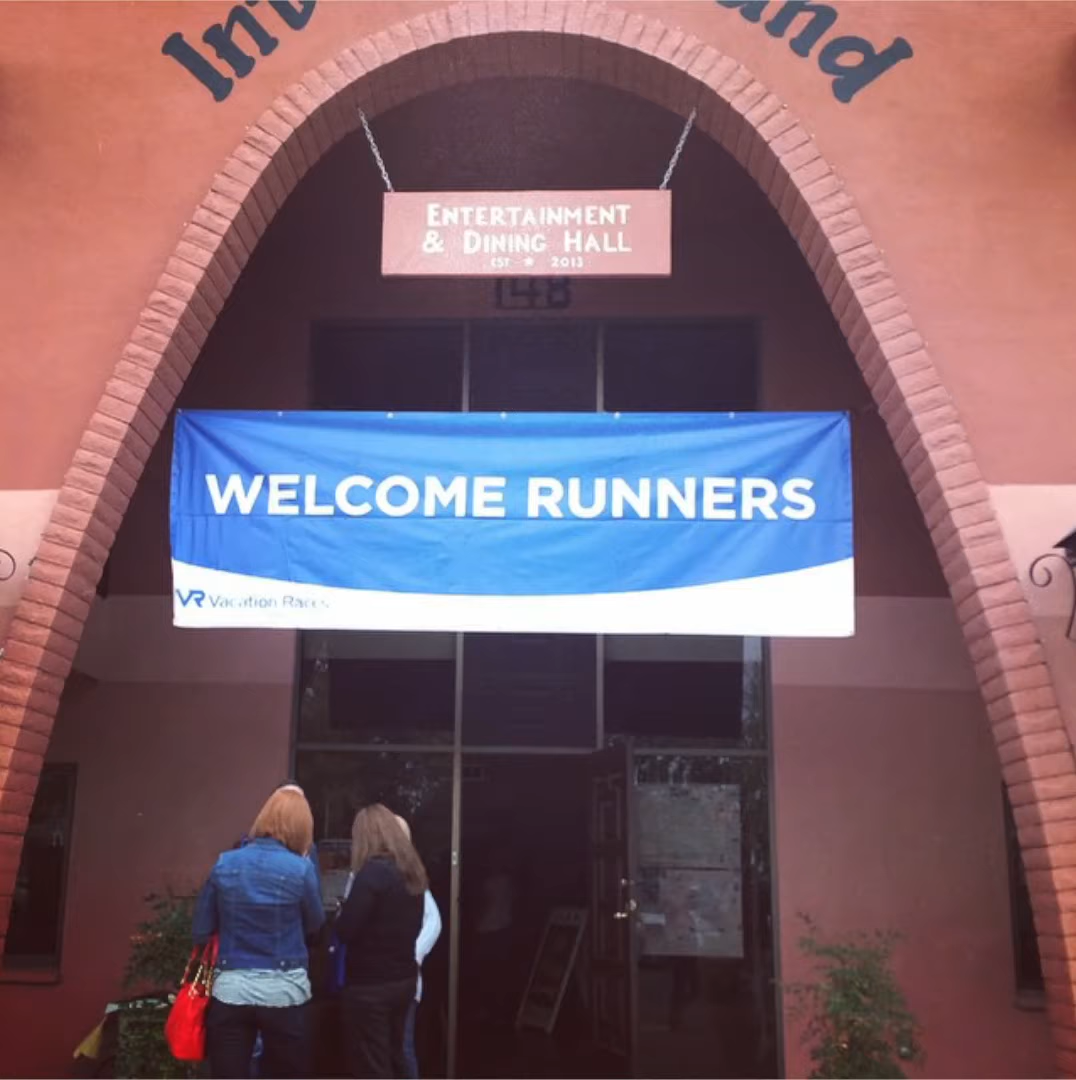 ENTERTAINMENT
& DINING HALL
EST ★ 2013
148
WELCOME RUNNERS
VR Vacation Races